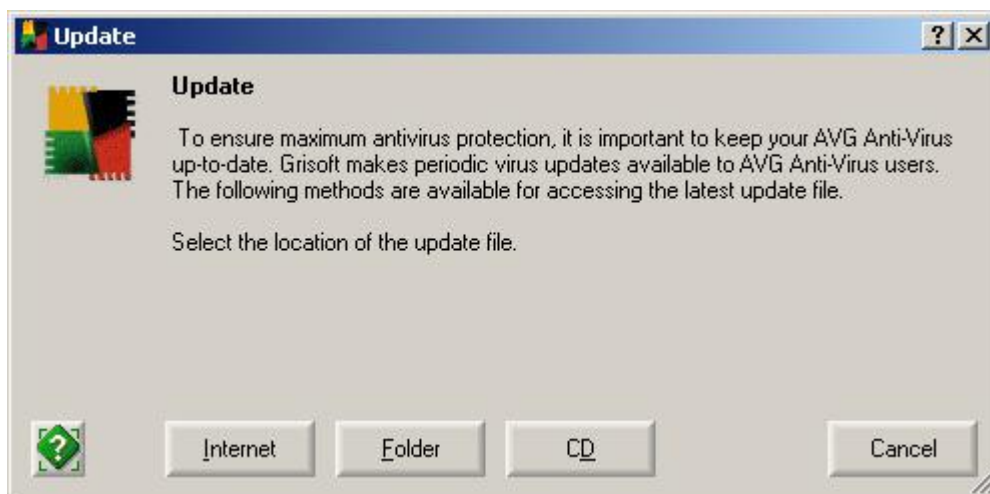 Update
Update
To ensure maximum antivirus protection, it is important to keep your AVG Anti-Virus
up-to-date. Grisoft makes periodic virus updates available to AVG Anti-Virus users.
The following methods are available for accessing the latest update file.
Select the location of the update file.
Internet Folder CD Cancel